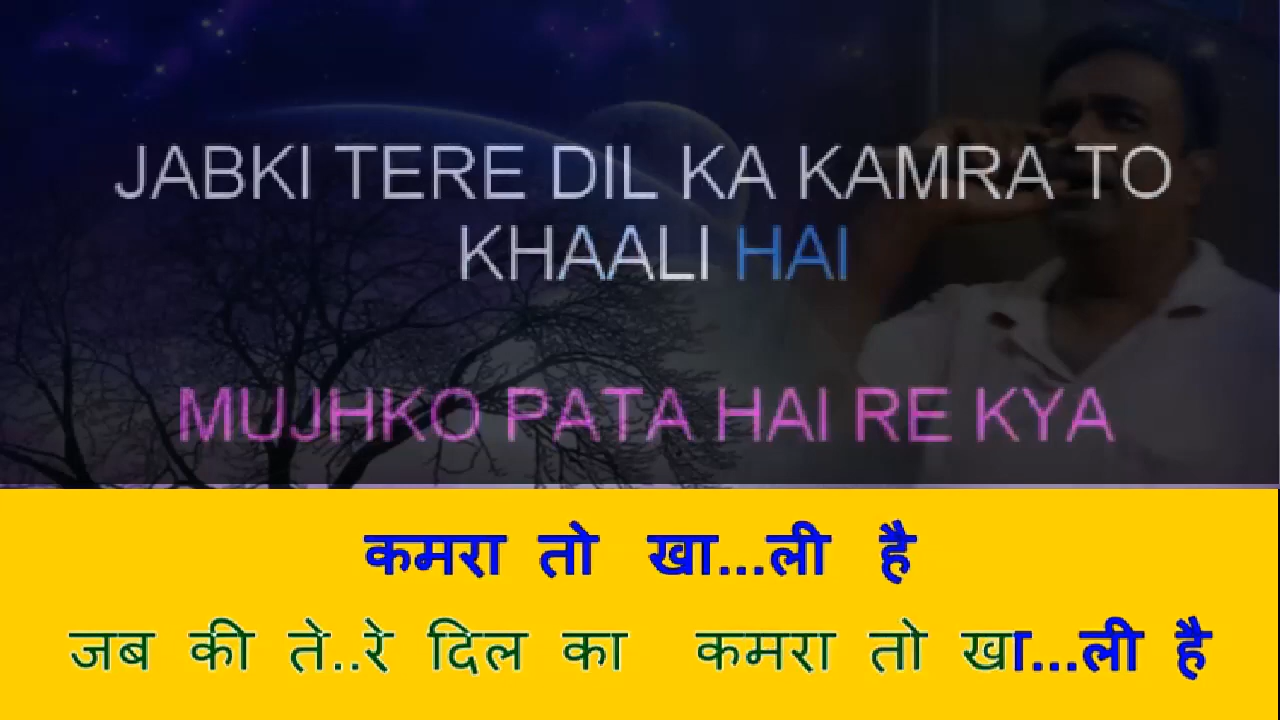 JABKI TERE DIL KA KAMRA TO
KHAALI HAI
MUJHKO PATA HAI RE KYA
कमरा तो खा...ली है
जब की ते..रे दिल का कमरा तो खा...ली है